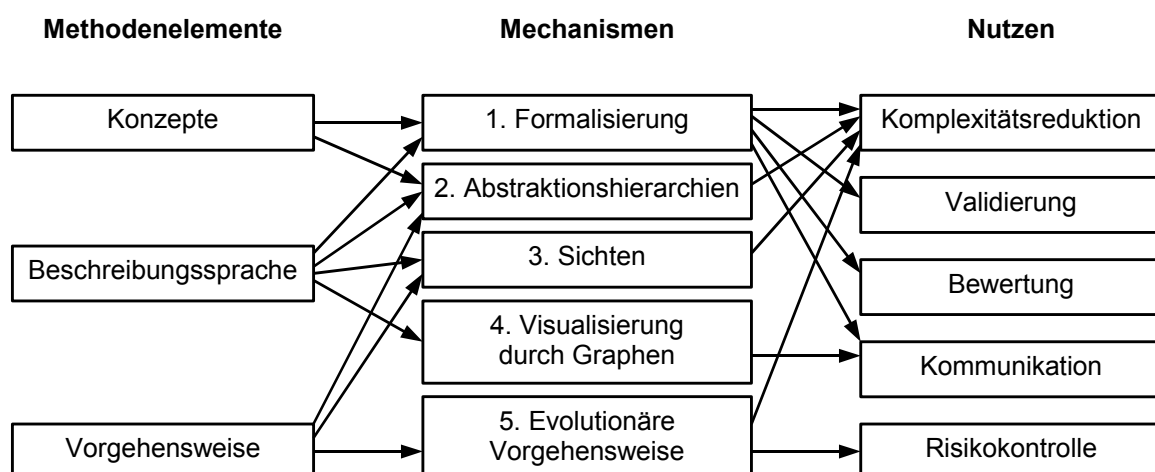 Methodenelemente
Mechanismen
Nutzen
Konzepte
1. Formalisierung
Komplexitätsreduktion
2. Abstraktionshierarchien
Validierung
Beschreibungssprache
3. Sichten
Bewertung
4. Visualisierung
durch Graphen
Kommunikation
Vorgehensweise
5. Evolutionäre
Vorgehensweise
Risikokontrolle